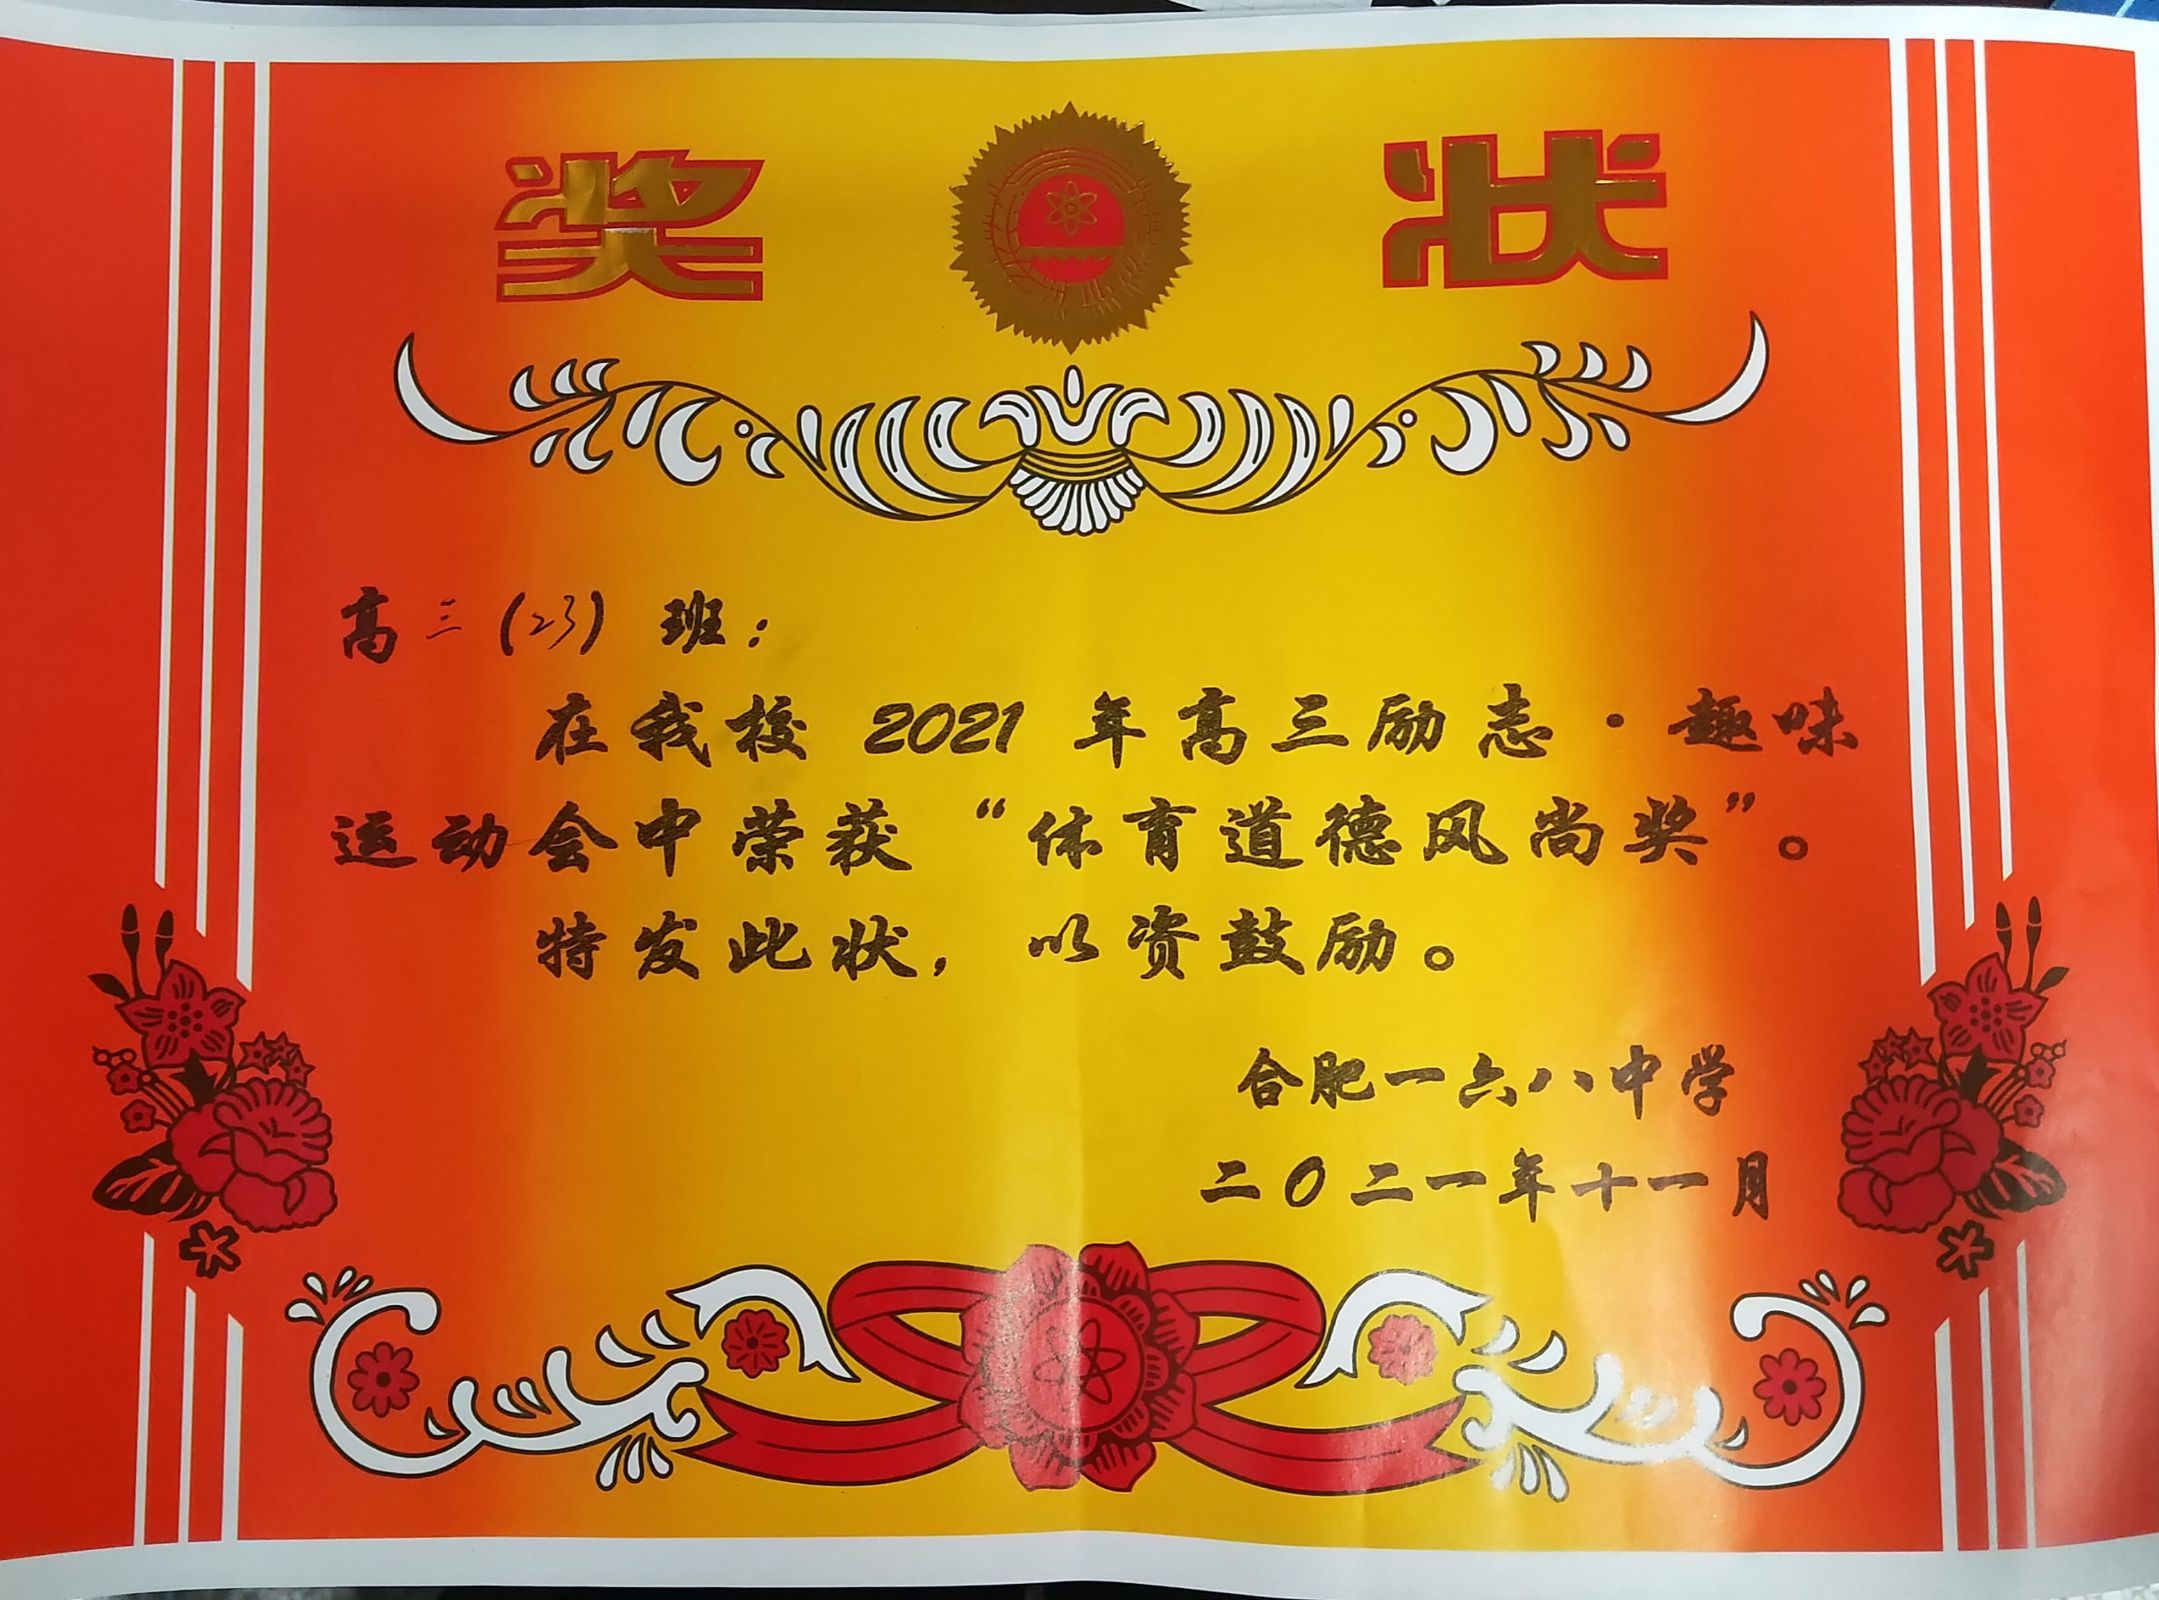 奖状
高三(23) 班：
在我校 2021 年高三励志·趣味
运动会中荣获“体育道德风尚奖”。
特发此状，以资鼓励。
合肥一六八中学
二0二一年十一月